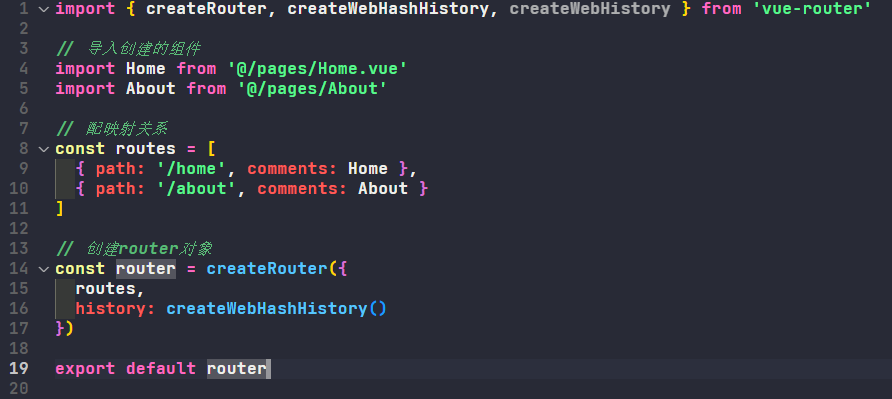 1 import { createRouter, createWebHashHistory, createWebHistory } from 'vue-router'
2
3 // 导入创建的组件
4 import Home from '@/pages/Home.vue'
5 import About from '@/pages/About'
6
7 // 配映射关系
8 const routes = [
9 { path: '/home', comments: Home },
10 { path: '/about', comments: About }
11 ]
12
13 // 创建router对象
14 const router = createRouter({
15 routes,
16 history: createWebHashHistory()
17 })
18
19 export default router
20